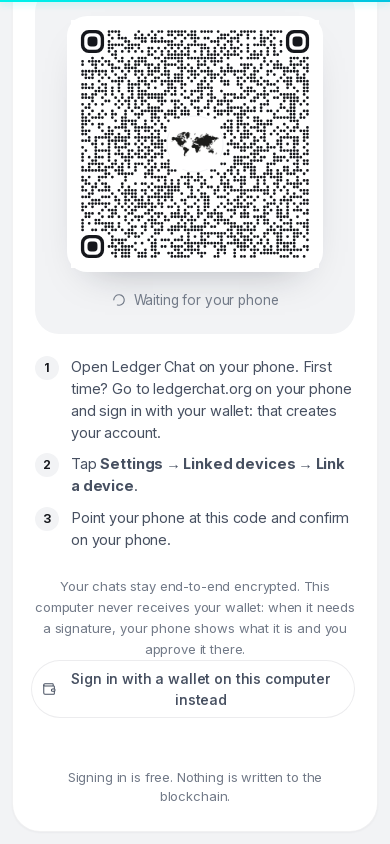 Waiting for your phone
1
Open Ledger Chat on your phone. First
time? Go to ledgerchat.org on your phone
and sign in with your wallet: that creates
your account.
2
Tap Settings → Linked devices → Link
a device.
3
Point your phone at this code and confirm
on your phone.
Your chats stay end-to-end encrypted. This
computer never receives your wallet: when it needs
a signature, your phone shows what it is and you
approve it there.
Sign in with a wallet on this computer
instead
Signing in is free. Nothing is written to the
blockchain.